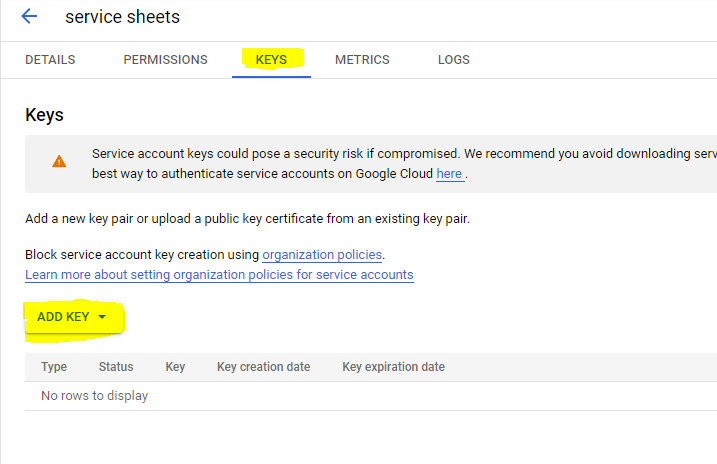 service sheets
DETAILS PERMISSIONS KEYS METRICS LOGS
Keys
Service account keys could pose a security risk if compromised. We recommend you avoid downloading
best way to authenticate service accounts on Google Cloud here .
Add a new key pair or upload a public key certificate from an existing key pair.
Block service account key creation using organization policies.
Learn more about setting organization policies for service accounts
ADD KEY
Type Status Key Key creation date Key expiration date
No rows to display